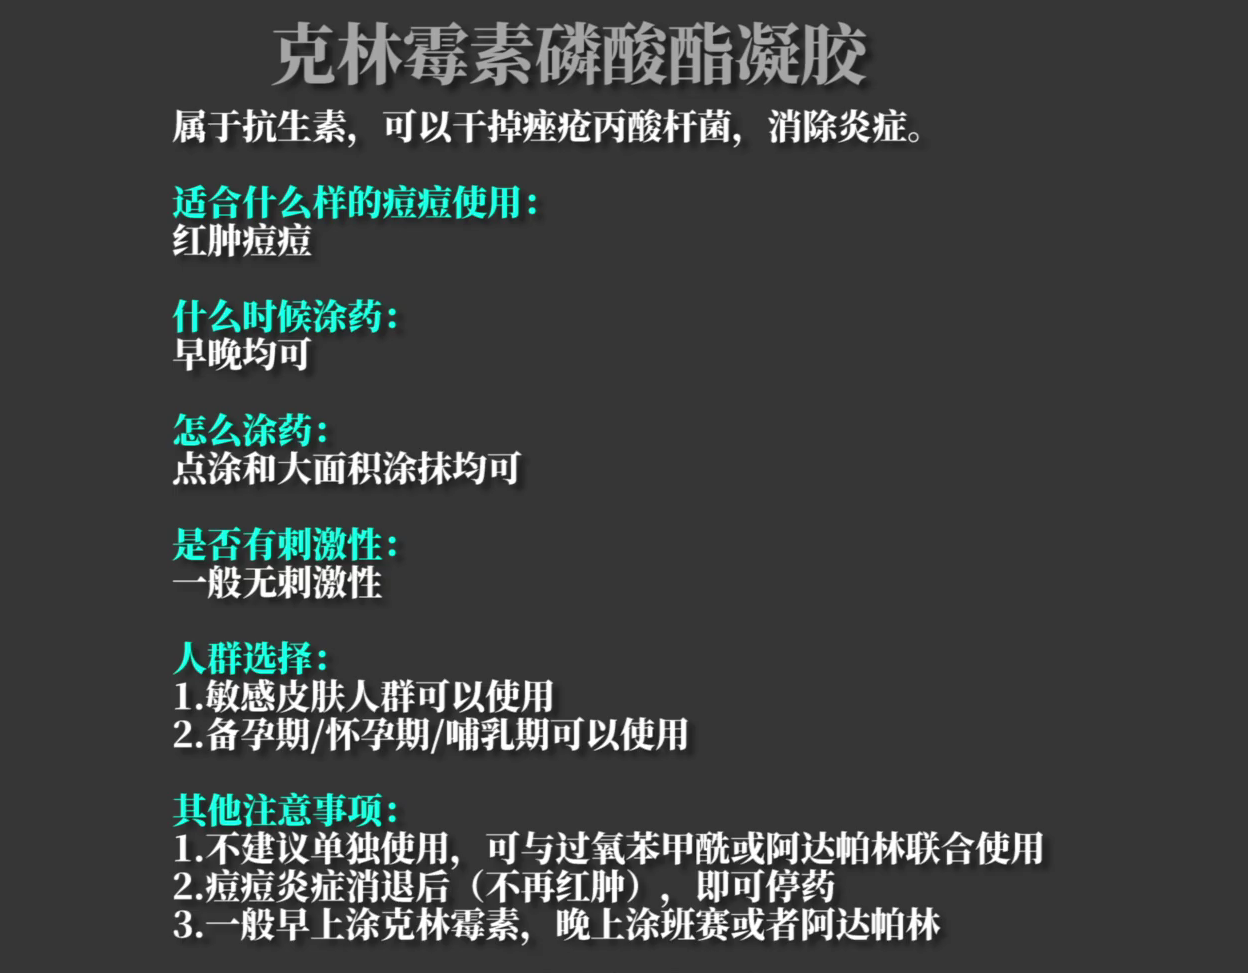 克林霉素磷酸酯凝胶
属于抗生素，可以干掉痤疮丙酸杆菌，消除炎症。
适合什么样的痘痘使用：
红肿痘痘
什么时候涂药：
早晚均可
怎么涂药：
点涂和大面积涂抹均可
是否有刺激性：
一般无刺激性
人群选择：
1.敏感皮肤人群可以使用
2.备孕期/怀孕期/哺乳期可以使用
其他注意事项：
1.不建议单独使用，可与过氧苯甲酰或阿达帕林联合使用
2.痘痘炎症消退后（不再红肿），即可停药
3.一般早上涂克林霉素，晚上涂班赛或者阿达帕林